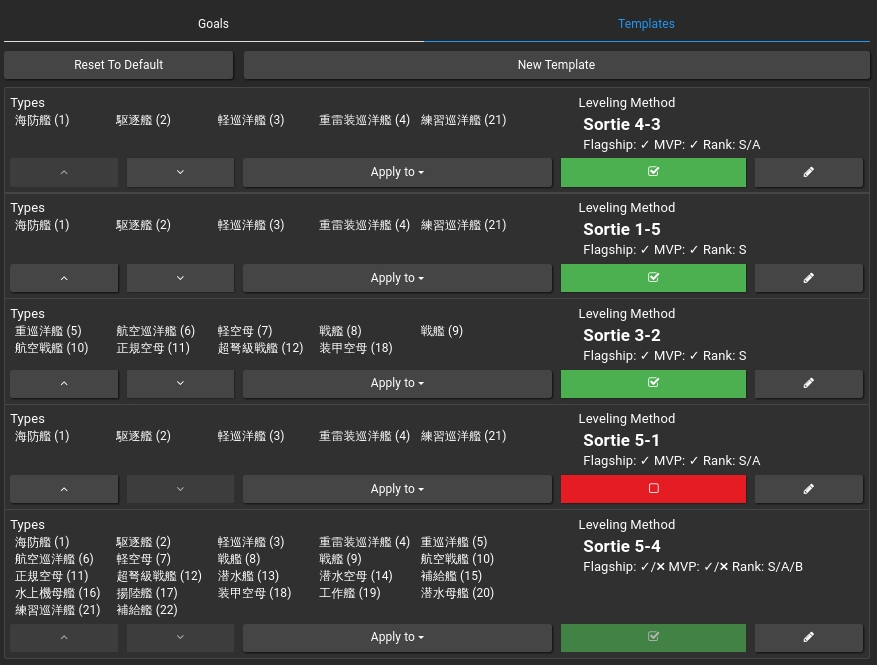 Goals Templates
Reset To Default New Template
Types Leveling Method
海防艦 (1) 駆逐艦 (2) 軽巡洋艦 (3) 重雷装巡洋艦 (4) 練習巡洋艦 (21)
Sortie 4-3
Flagship: ✓ MVP: ✓ Rank: S/A
Apply to
Types Leveling Method
海防艦 (1) 駆逐艦 (2) 軽巡洋艦 (3) 重雷装巡洋艦 (4) 練習巡洋艦 (21)
Sortie 1-5
Flagship: ✓ MVP: ✓ Rank: S
Apply to
Types Leveling Method
重巡洋艦 (5) 航空巡洋艦 (6) 軽空母 (7) 戦艦 (8) 戦艦 (9)
Sortie 3-2
航空戦艦 (10) 正規空母 (11) 超弩級戦艦 (12) 装甲空母 (18)
Flagship: ✓ MVP: ✓ Rank: S
Apply to
Types Leveling Method
海防艦 (1) 駆逐艦 (2) 軽巡洋艦 (3) 重雷装巡洋艦 (4) 練習巡洋艦 (21)
Sortie 5-1
Flagship: ✓ MVP: ✓ Rank: S/A
Apply to
Types Leveling Method
海防艦 (1) 駆逐艦 (2) 軽巡洋艦 (3) 重雷装巡洋艦 (4) 重巡洋艦 (5)
Sortie 5-4
航空巡洋艦 (6) 軽空母 (7) 戦艦 (8) 戦艦 (9) 航空戦艦 (10)
Flagship: ✓/✕ MVP: ✓/✕ Rank: S/A/B
正規空母 (11) 超弩級戦艦 (12) 潜水艦 (13) 潜水空母 (14) 補給艦 (15)
水上機母艦 (16) 揚陸艦 (17) 装甲空母 (18) 工作艦 (19) 潜水母艦 (20)
練習巡洋艦 (21) 補給艦 (22)
Apply to